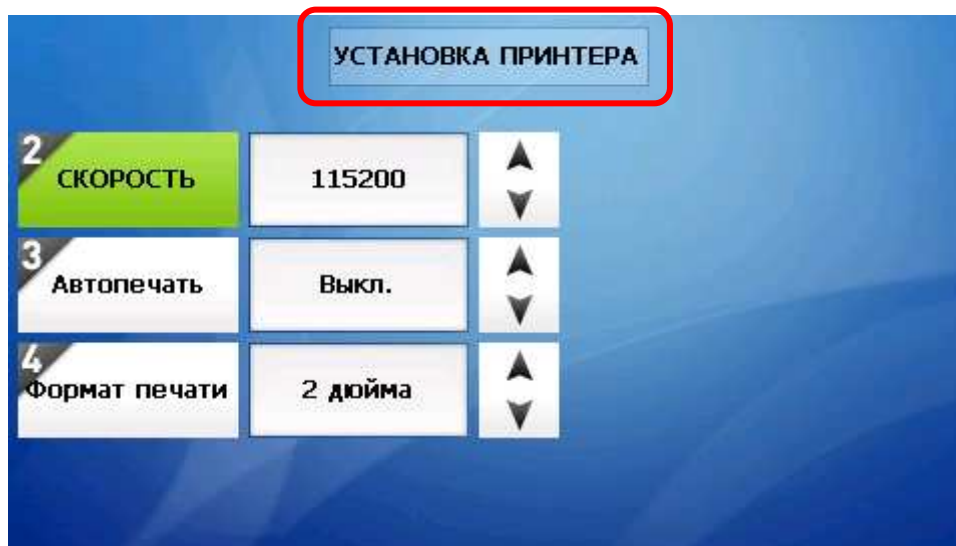 УСТАНОВКА ПРИНТЕРА
2
СКОРОСТЬ
115200
3
Автопечать
Выкл.
4
Формат печати
2 дюйма